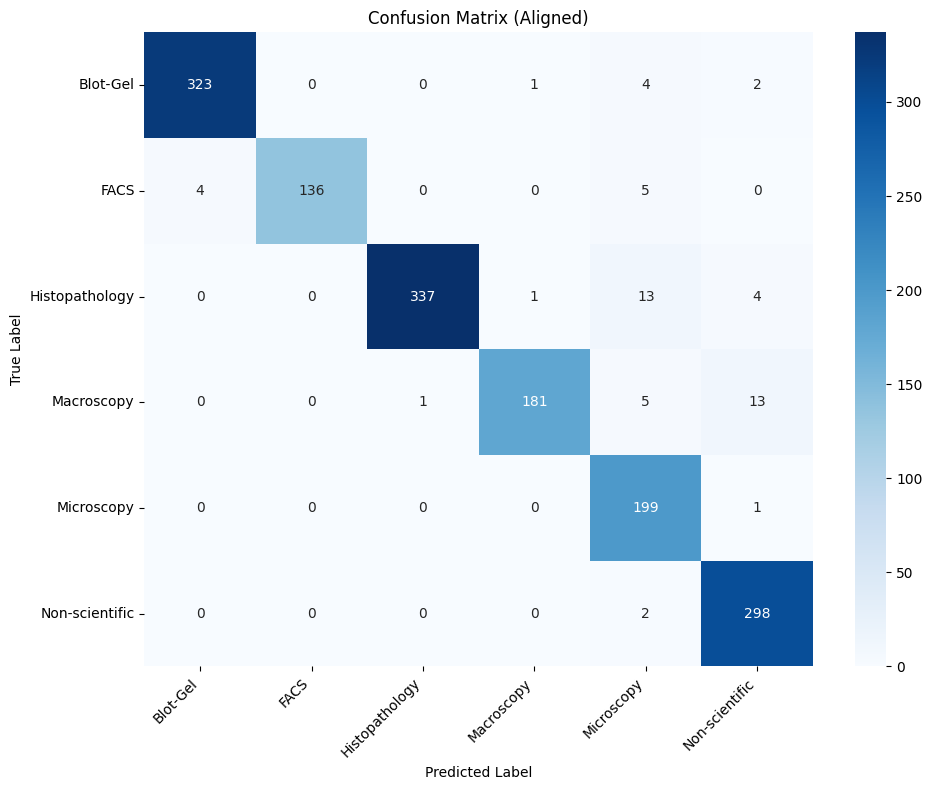 Confusion Matrix (Aligned)
Blot-Gel 323 0 0 1 4 2
FACS 4 136 0 0 5 0
Histopathology 0 0 337 1 13 4
Macroscopy 0 0 1 181 5 13
Microscopy 0 0 0 0 199 1
Non-scientific 0 0 0 0 2 298
True Label
Blot-Gel FACS Histopathology Macroscopy Microscopy Non-scientific
Predicted Label
300
250
200
150
100
50
0